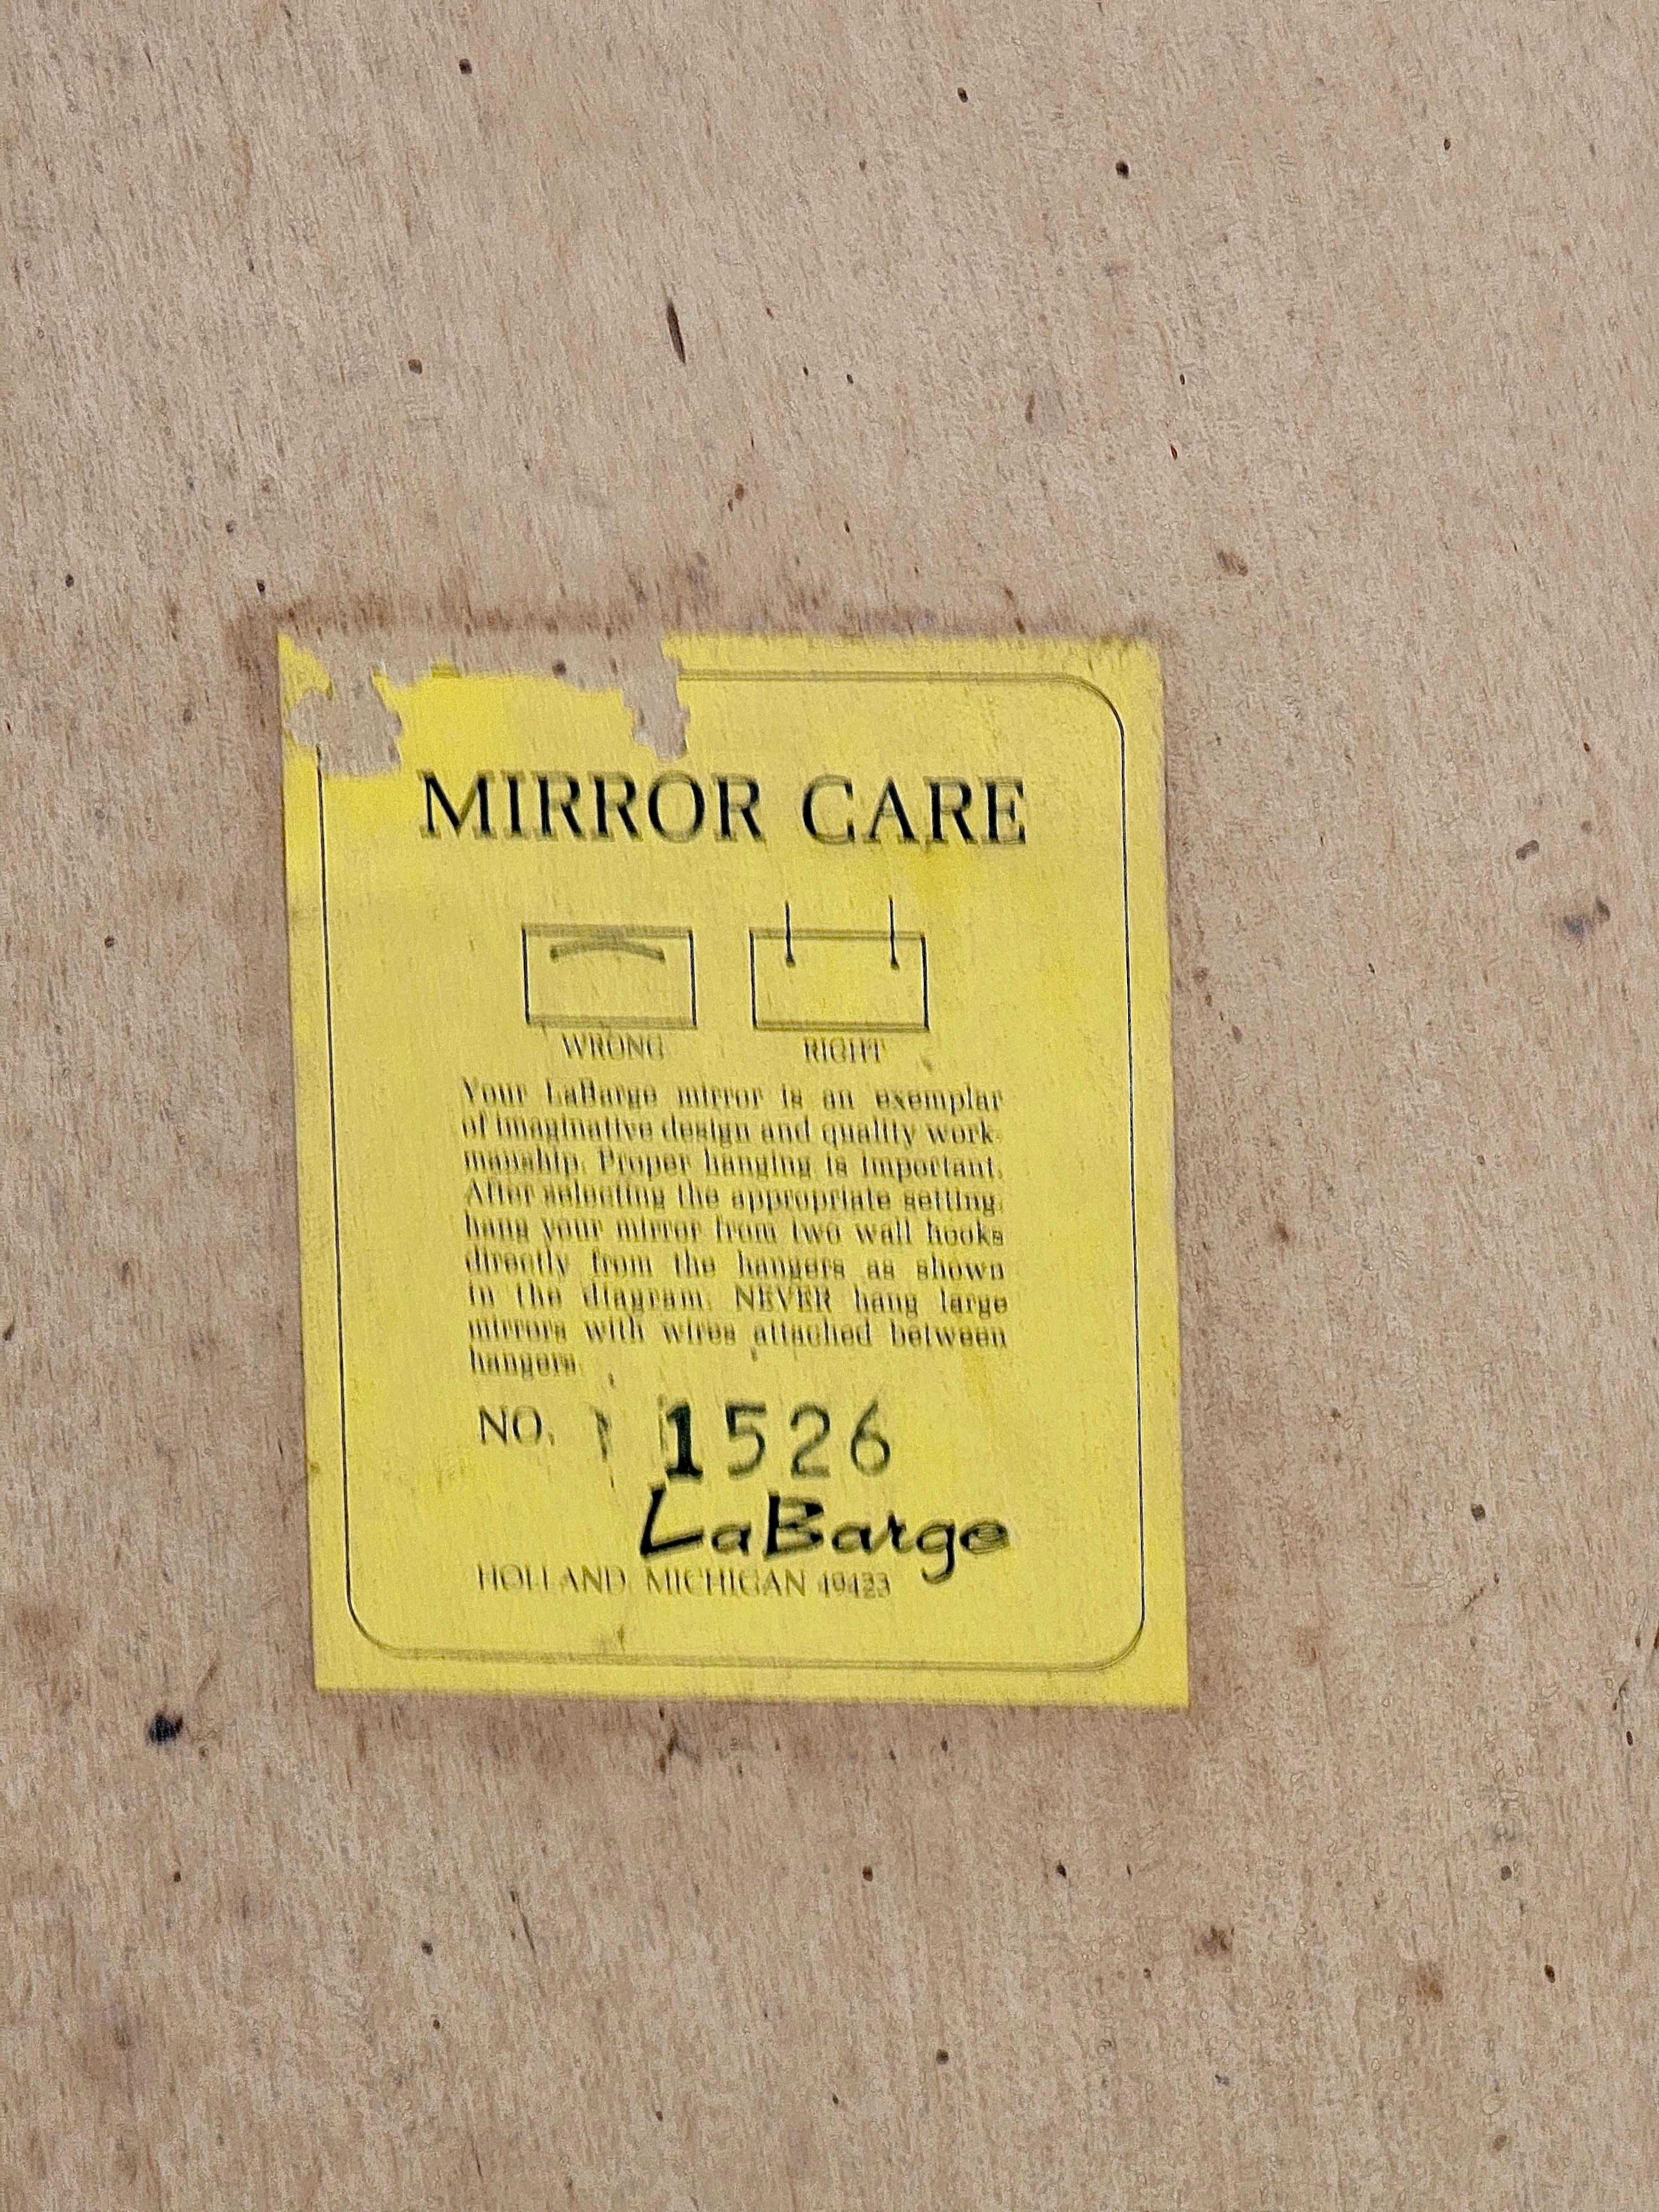 MIRROR CARE
WRONG RIGHT
Your LaBarge mirror is an exemplar
of imaginative design and quality work-
manship. Proper hanging is important.
After selecting the appropriate setting,
hang your mirror from two wall hooks
directly from the hangers as shown
in the diagram. NEVER hang large
mirrors with wires attached between
hangers.
NO. 1526
LaBarge
HOLLAND, MICHIGAN 49423